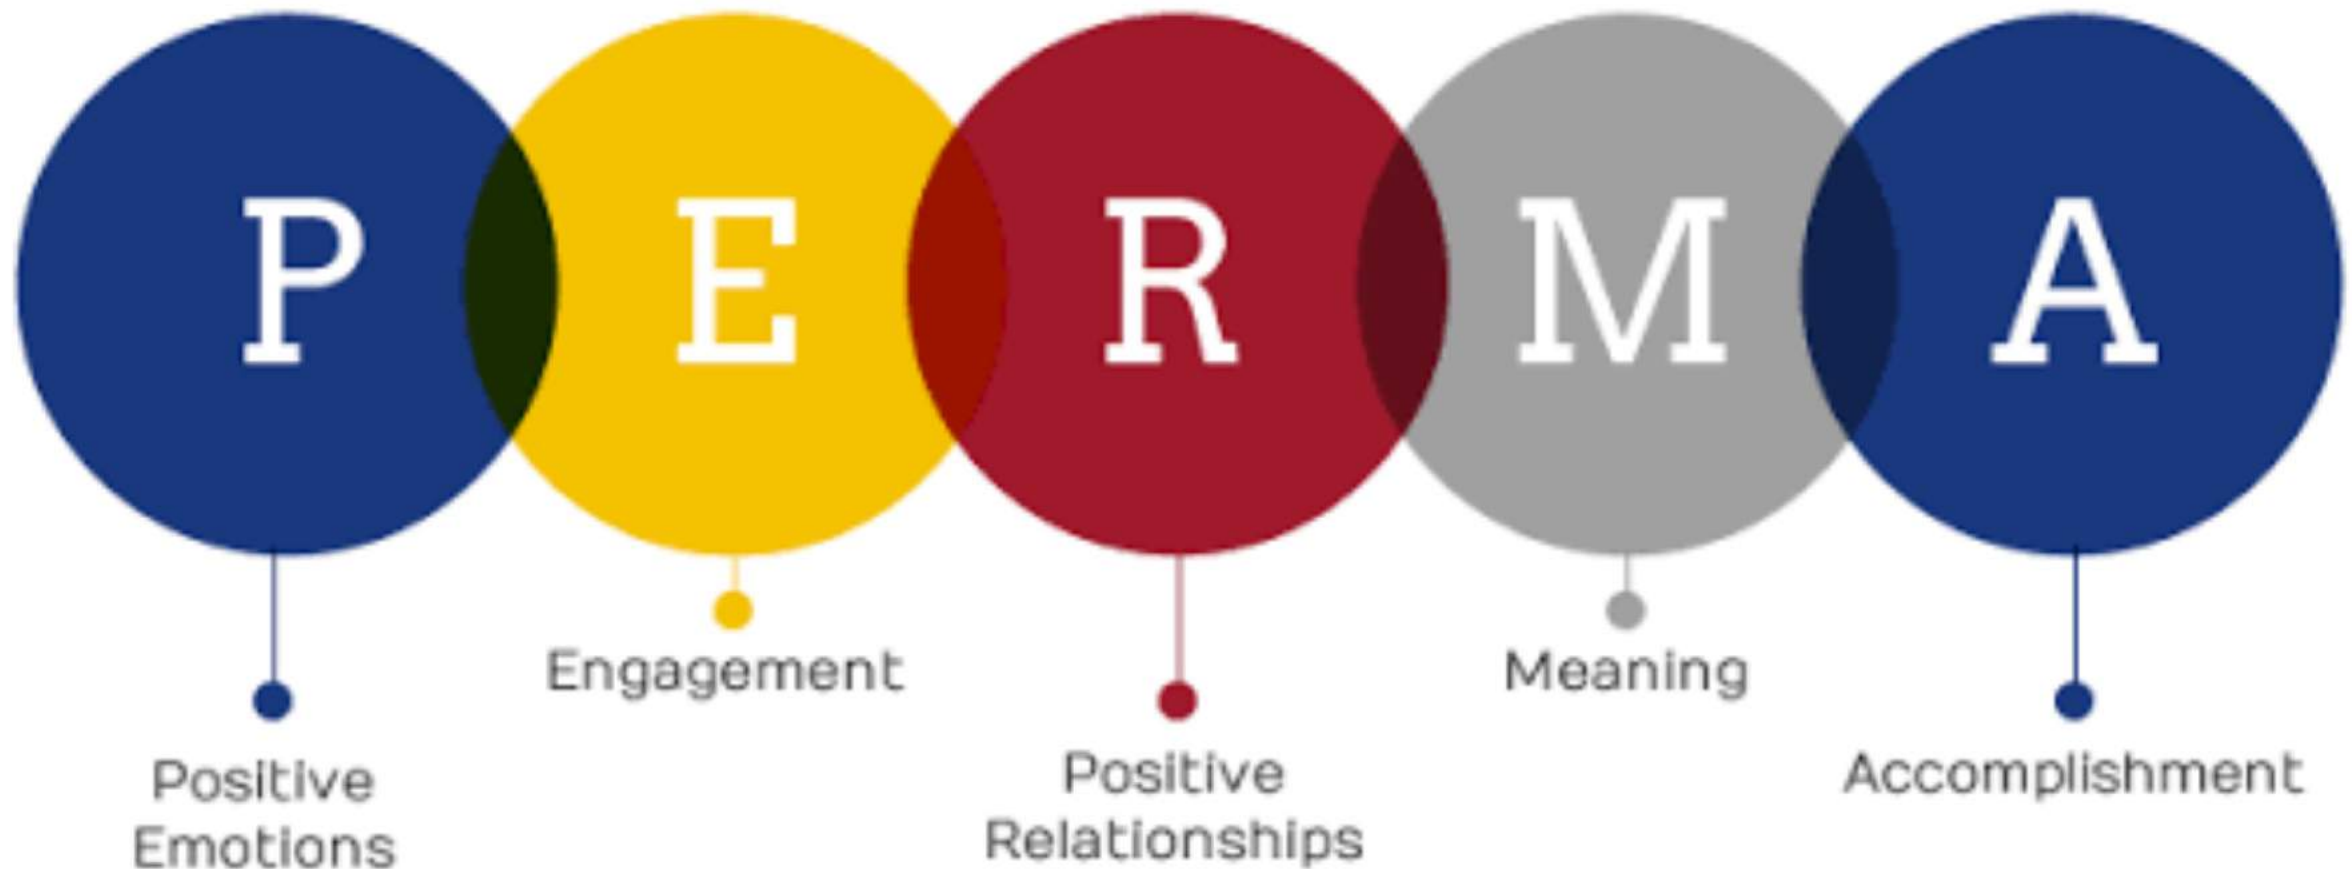 P E R M A
Engagement
Meaning
Positive
Emotions
Positive
Relationships
Accomplishment